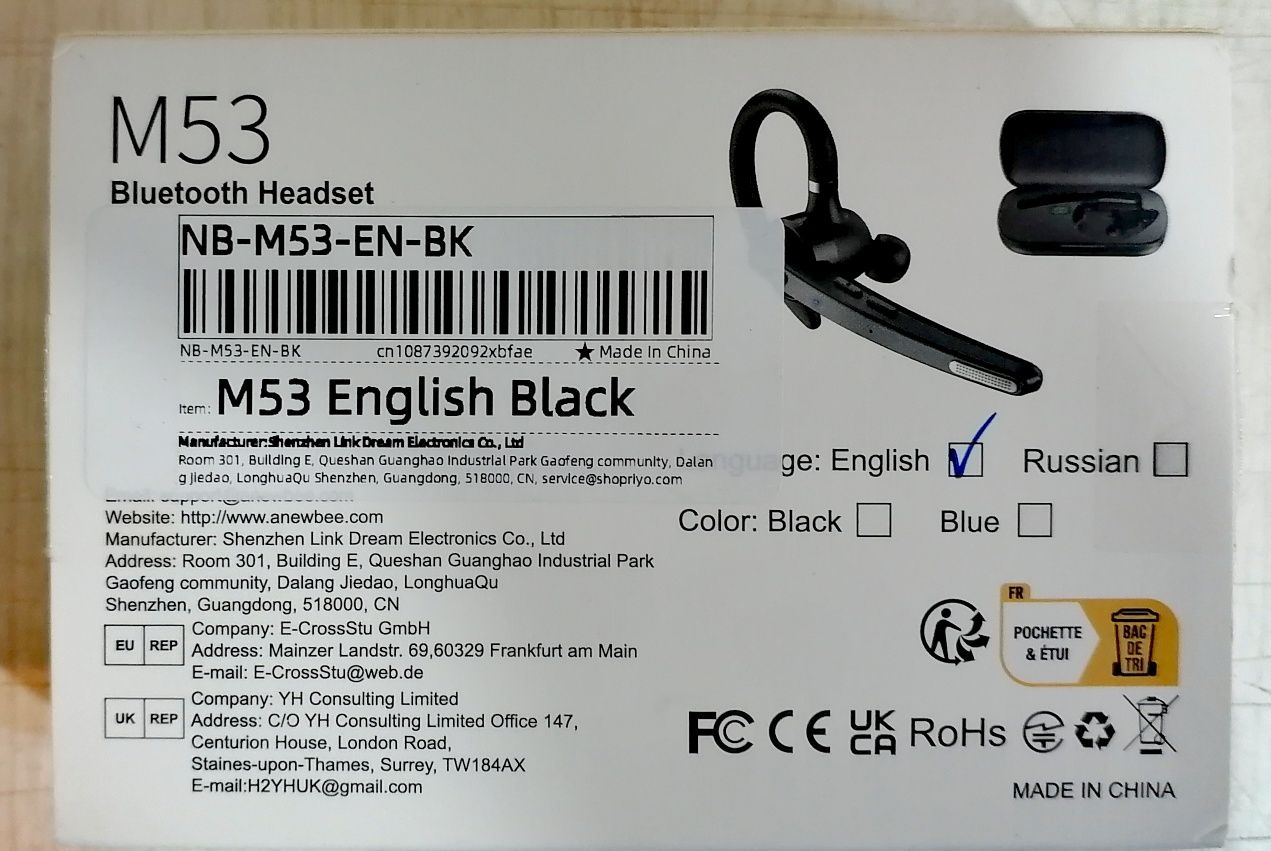 M53
Bluetooth Headset
NB-M53-EN-BK
NB-M53-EN-BK cn1087392092xbfae ★ Made In China
Item: M53 English Black
Manufacturer:Shenzhen Link Dream Electronics Co., Ltd
Room 301, Building E, Queshan Guanghao Industrial Park Gaofeng community, Dalan
g Jiedao, LonghuaQu Shenzhen, Guangdong, 518000, CN, service@shopriyo.com
Language: English Russian
Color: Black Blue
Email: support@anewbee.com
Website: http://www.anewbee.com
Manufacturer: Shenzhen Link Dream Electronics Co., Ltd
Address: Room 301, Building E, Queshan Guanghao Industrial Park
Gaofeng community, Dalang Jiedao, LonghuaQu
Shenzhen, Guangdong, 518000, CN
EU REP
Company: E-CrossStu GmbH
Address: Mainzer Landstr. 69,60329 Frankfurt am Main
E-mail: E-CrossStu@web.de
UK REP
Company: YH Consulting Limited
Address: C/O YH Consulting Limited Office 147,
Centurion House, London Road,
Staines-upon-Thames, Surrey, TW184AX
E-mail:H2YHUK@gmail.com
FR
POCHETTE
& ÉTUI
BAC
DE
TRI
FC CE UK
CA RoHs
MADE IN CHINA